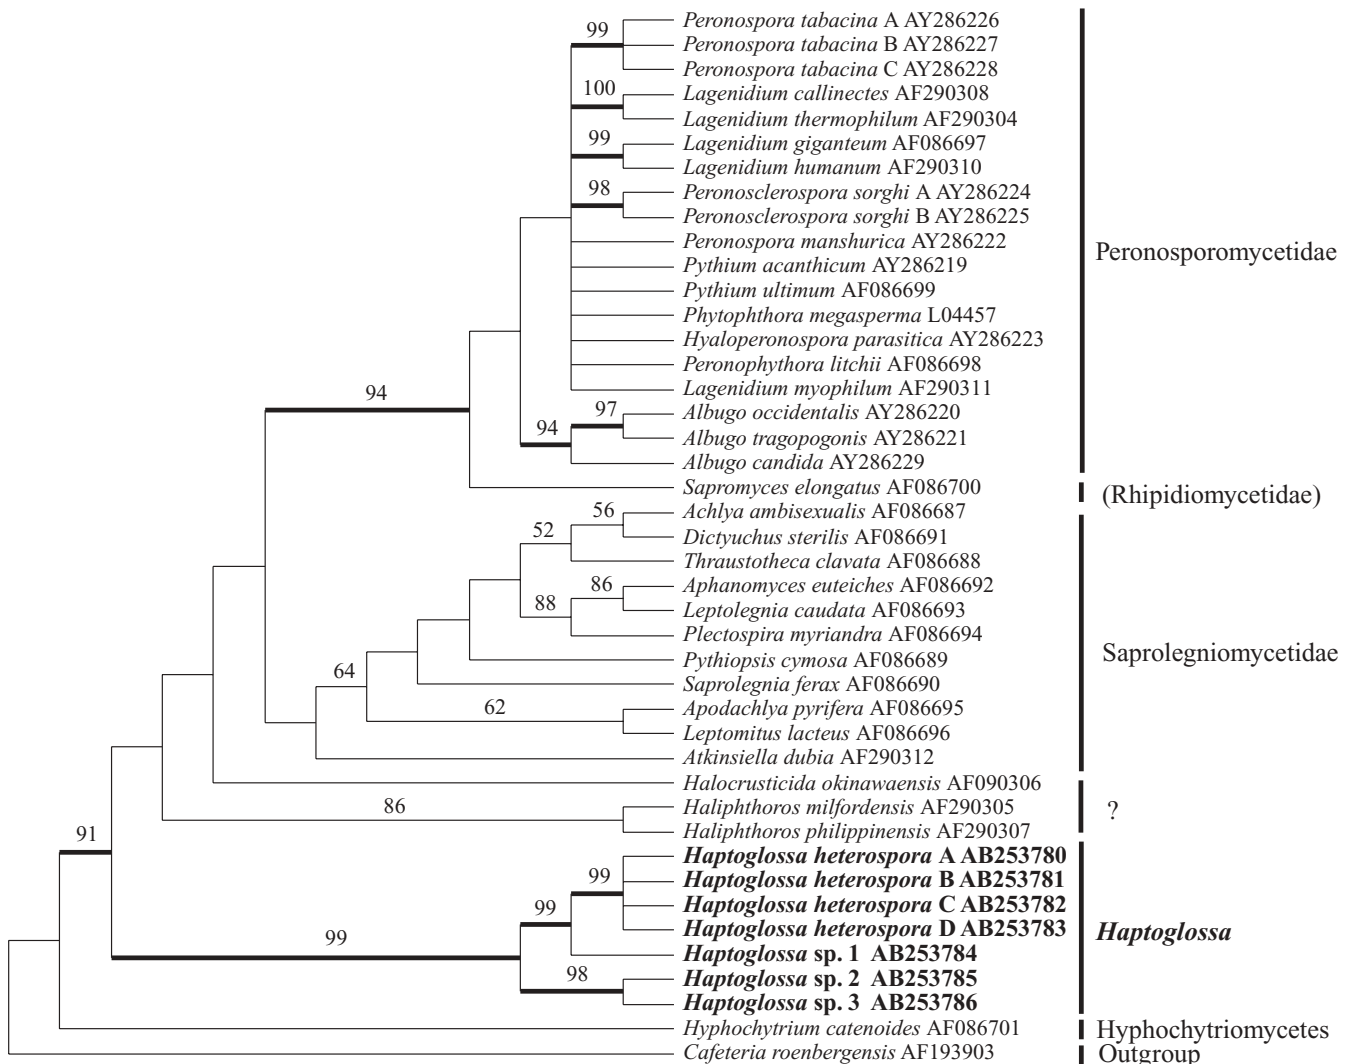 Peronospora tabacina A AY286226
99
Peronospora tabacina B AY286227
Peronospora tabacina C AY286228
100
Lagenidium callinectes AF290308
Lagenidium thermophilum AF290304
99
Lagenidium giganteum AF086697
Lagenidium humanum AF290310
98
Peronosclerospora sorghi A AY286224
Peronosclerospora sorghi B AY286225
Peronospora manshurica AY286222
Peronosporomycetidae
Pythium acanthicum AY286219
Pythium ultimum AF086699
Phytophthora megasperma L04457
Hyaloperonospora parasitica AY286223
Peronophythora litchii AF086698
Lagenidium myophilum AF290311
94
97
Albugo occidentalis AY286220
94
Albugo tragopogonis AY286221
Albugo candida AY286229
Sapromyces elongatus AF086700
(Rhipidiomycetidae)
56
Achlya ambisexualis AF086687
52
Dictyuchus sterilis AF086691
Thraustotheca clavata AF086688
86
Aphanomyces euteiches AF086692
88
Leptolegnia caudata AF086693
Plectospira myriandra AF086694
Saprolegniomycetidae
Pythiopsis cymosa AF086689
64
Saprolegnia ferax AF086690
62
Apodachlya pyrifera AF086695
Leptomitus lacteus AF086696
Atkinsiella dubia AF290312
Halocrusticida okinawaensis AF090306
86
Haliphthoros milfordensis AF290305
?
Haliphthoros philippinensis AF290307
91
Haptoglossa heterospora A AB253780
99
Haptoglossa heterospora B AB253781
99
Haptoglossa heterospora C AB253782
99
Haptoglossa heterospora D AB253783
Haptoglossa
Haptoglossa sp. 1 AB253784
98
Haptoglossa sp. 2 AB253785
Haptoglossa sp. 3 AB253786
Hyphochytrium catenoides AF086701
Hyphochytriomycetes
Cafeteria roenbergensis AF193903
Outgroup